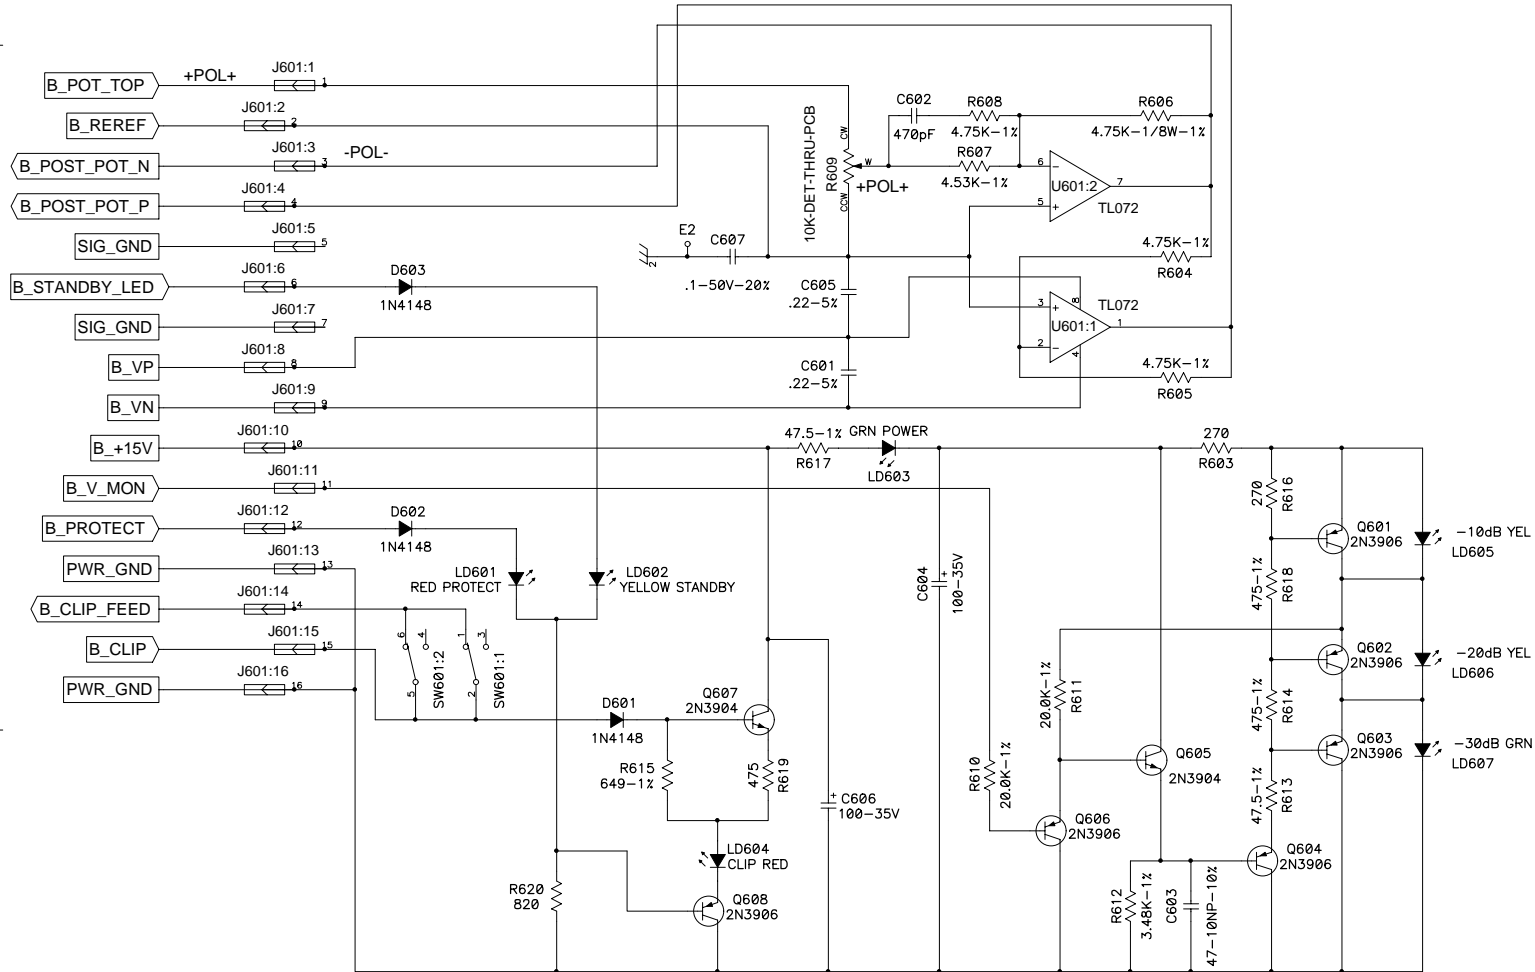 B_POT_TOP
+POL+
J601:1
1
B_REREF
J601:2
2
B_POST_POT_N
J601:3
3
-POL-
B_POST_POT_P
J601:4
4
SIG_GND
J601:5
5
B_STANDBY_LED
J601:6
6
SIG_GND
J601:7
7
B_VP
J601:8
8
B_VN
J601:9
9
B_+15V
J601:10
10
B_V_MON
J601:11
11
B_PROTECT
J601:12
12
PWR_GND
J601:13
13
B_CLIP_FEED
J601:14
14
B_CLIP
J601:15
15
PWR_GND
J601:16
16
10K-DET-THRU-PCB
R609
CW
W
CCW
+POL+
C602
470pF
R608
4.75K-1%
R607
4.53K-1%
R606
4.75K-1/8W-1%
6
5
7
U601:2
TL072
4.75K-1%
R604
E2
2
C607
.1-50V-20%
C605
.22-5%
C601
.22-5%
3
2
8
4
1
U601:1
TL072
4.75K-1%
R605
D603
1N4148
D602
1N4148
LD601
RED PROTECT
LD602
YELLOW STANDBY
47.5-1%
R617
GRN POWER
LD603
270
R603
270
R616
Q601
2N3906
-10dB YEL
LD605
475-1%
R618
Q602
2N3906
-20dB YEL
LD606
475-1%
R614
Q603
2N3906
-30dB GRN
LD607
47.5-1%
R613
C604
100-35V
20.0K-1%
R611
Q605
2N3904
R610
20.0K-1%
Q606
2N3906
Q604
2N3906
R612
3.48K-1%
C603
47-10NP-10%
6
4
5
SW601:2
1
3
2
SW601:1
D601
1N4148
Q607
2N3904
R615
649-1%
475
R619
C606
100-35V
LD604
CLIP RED
R620
820
Q608
2N3906